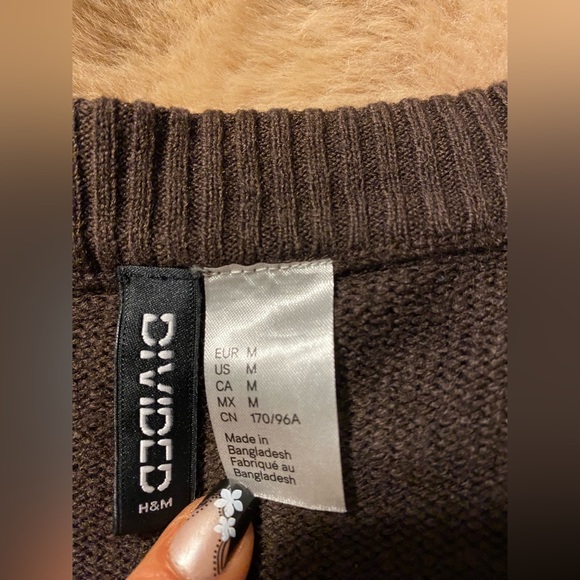 DIVIDED
H&M
EUR M
US M
CA M
MX M
CN 170/96A
Made in
Bangladesh
Fabriqué au
Bangladesh